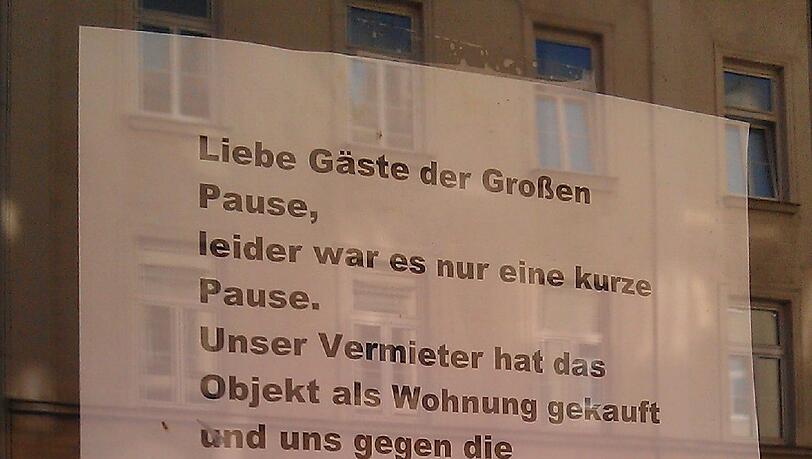 Liebe Gäste der Großen
Pause,
leider war es nur eine kurze
Pause.
Unser Vermieter hat das
Objekt als Wohnung gekauft
und uns gegen die